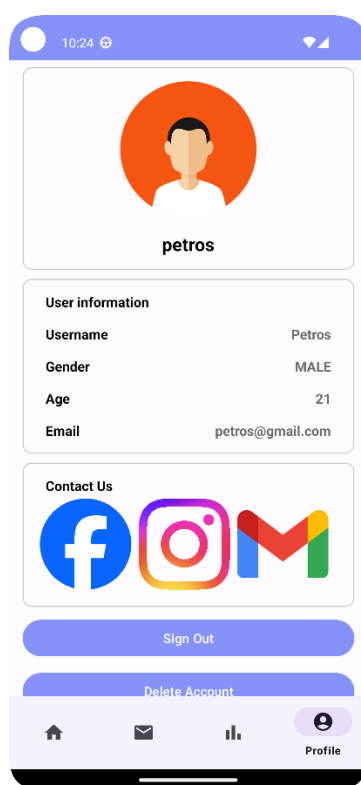 10:24
petros
User information
Username Petros
Gender MALE
Age 21
Email petros@gmail.com
Contact Us
Sign Out
Delete Account
Profile